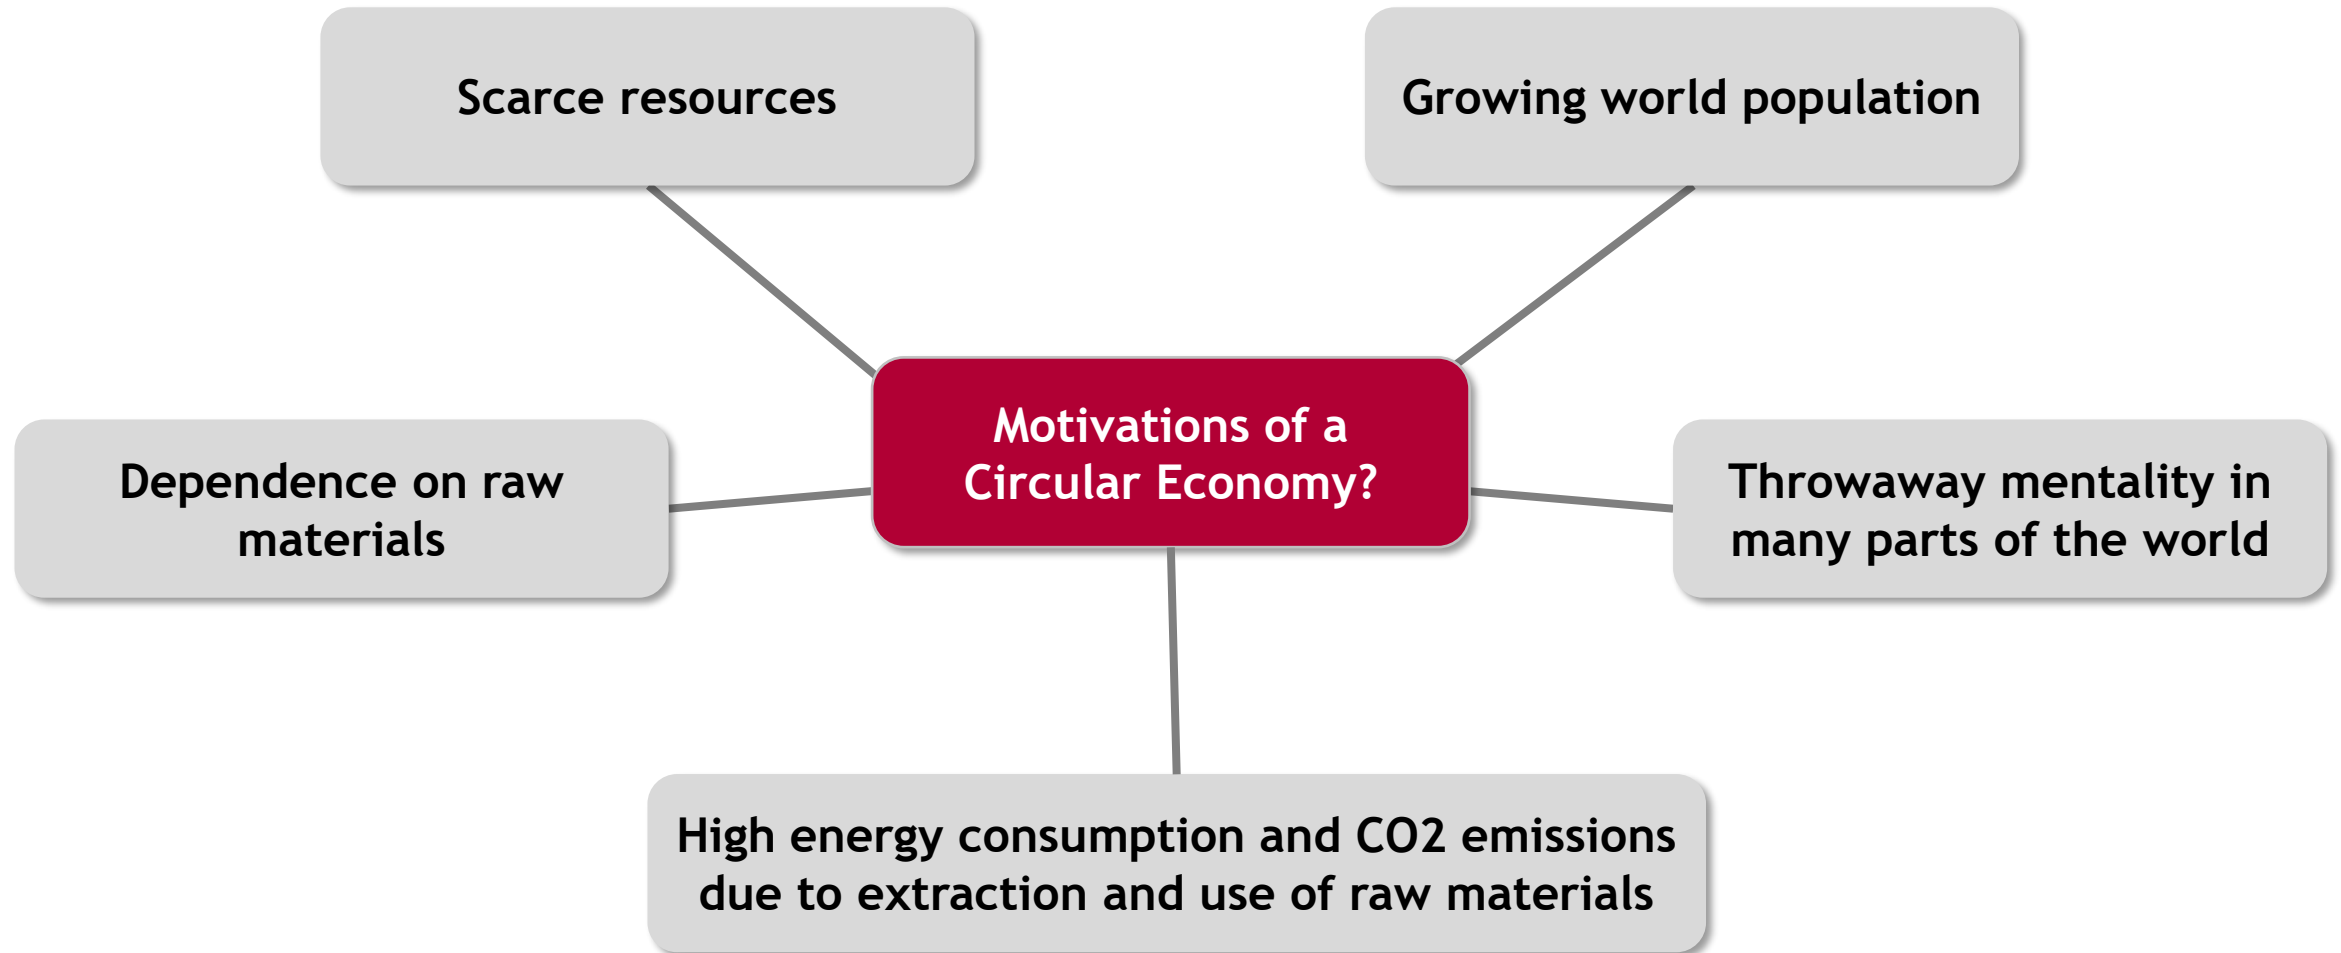 Scarce resources
Growing world population
Motivations of a
Circular Economy?
Dependence on raw
materials
Throwaway mentality in
many parts of the world
High energy consumption and CO2 emissions
due to extraction and use of raw materials